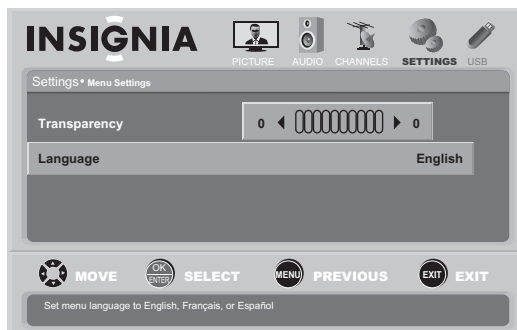 INSIGNIA
PICTURE AUDIO CHANNELS SETTINGS USB
Settings• Menu Settings
Transparency 0 0
Language English
MOVE OK ENTER SELECT MENU PREVIOUS EXIT EXIT
Set menu language to English, Français, or Español